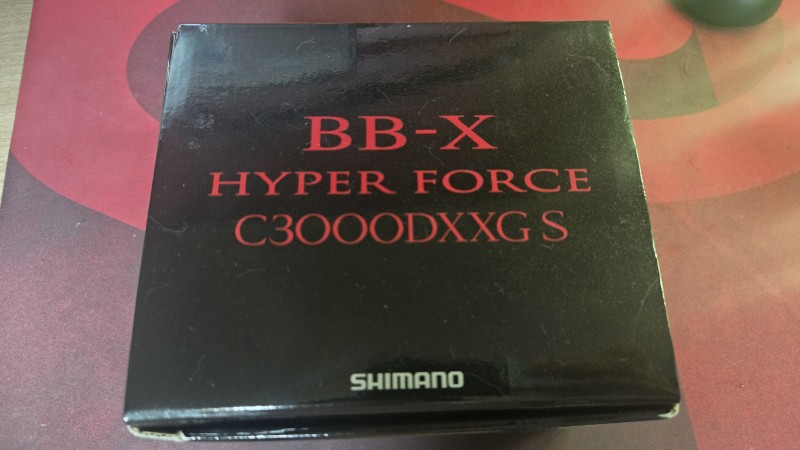 BB-X
HYPER FORCE
C3000DXXG S
SHIMANO